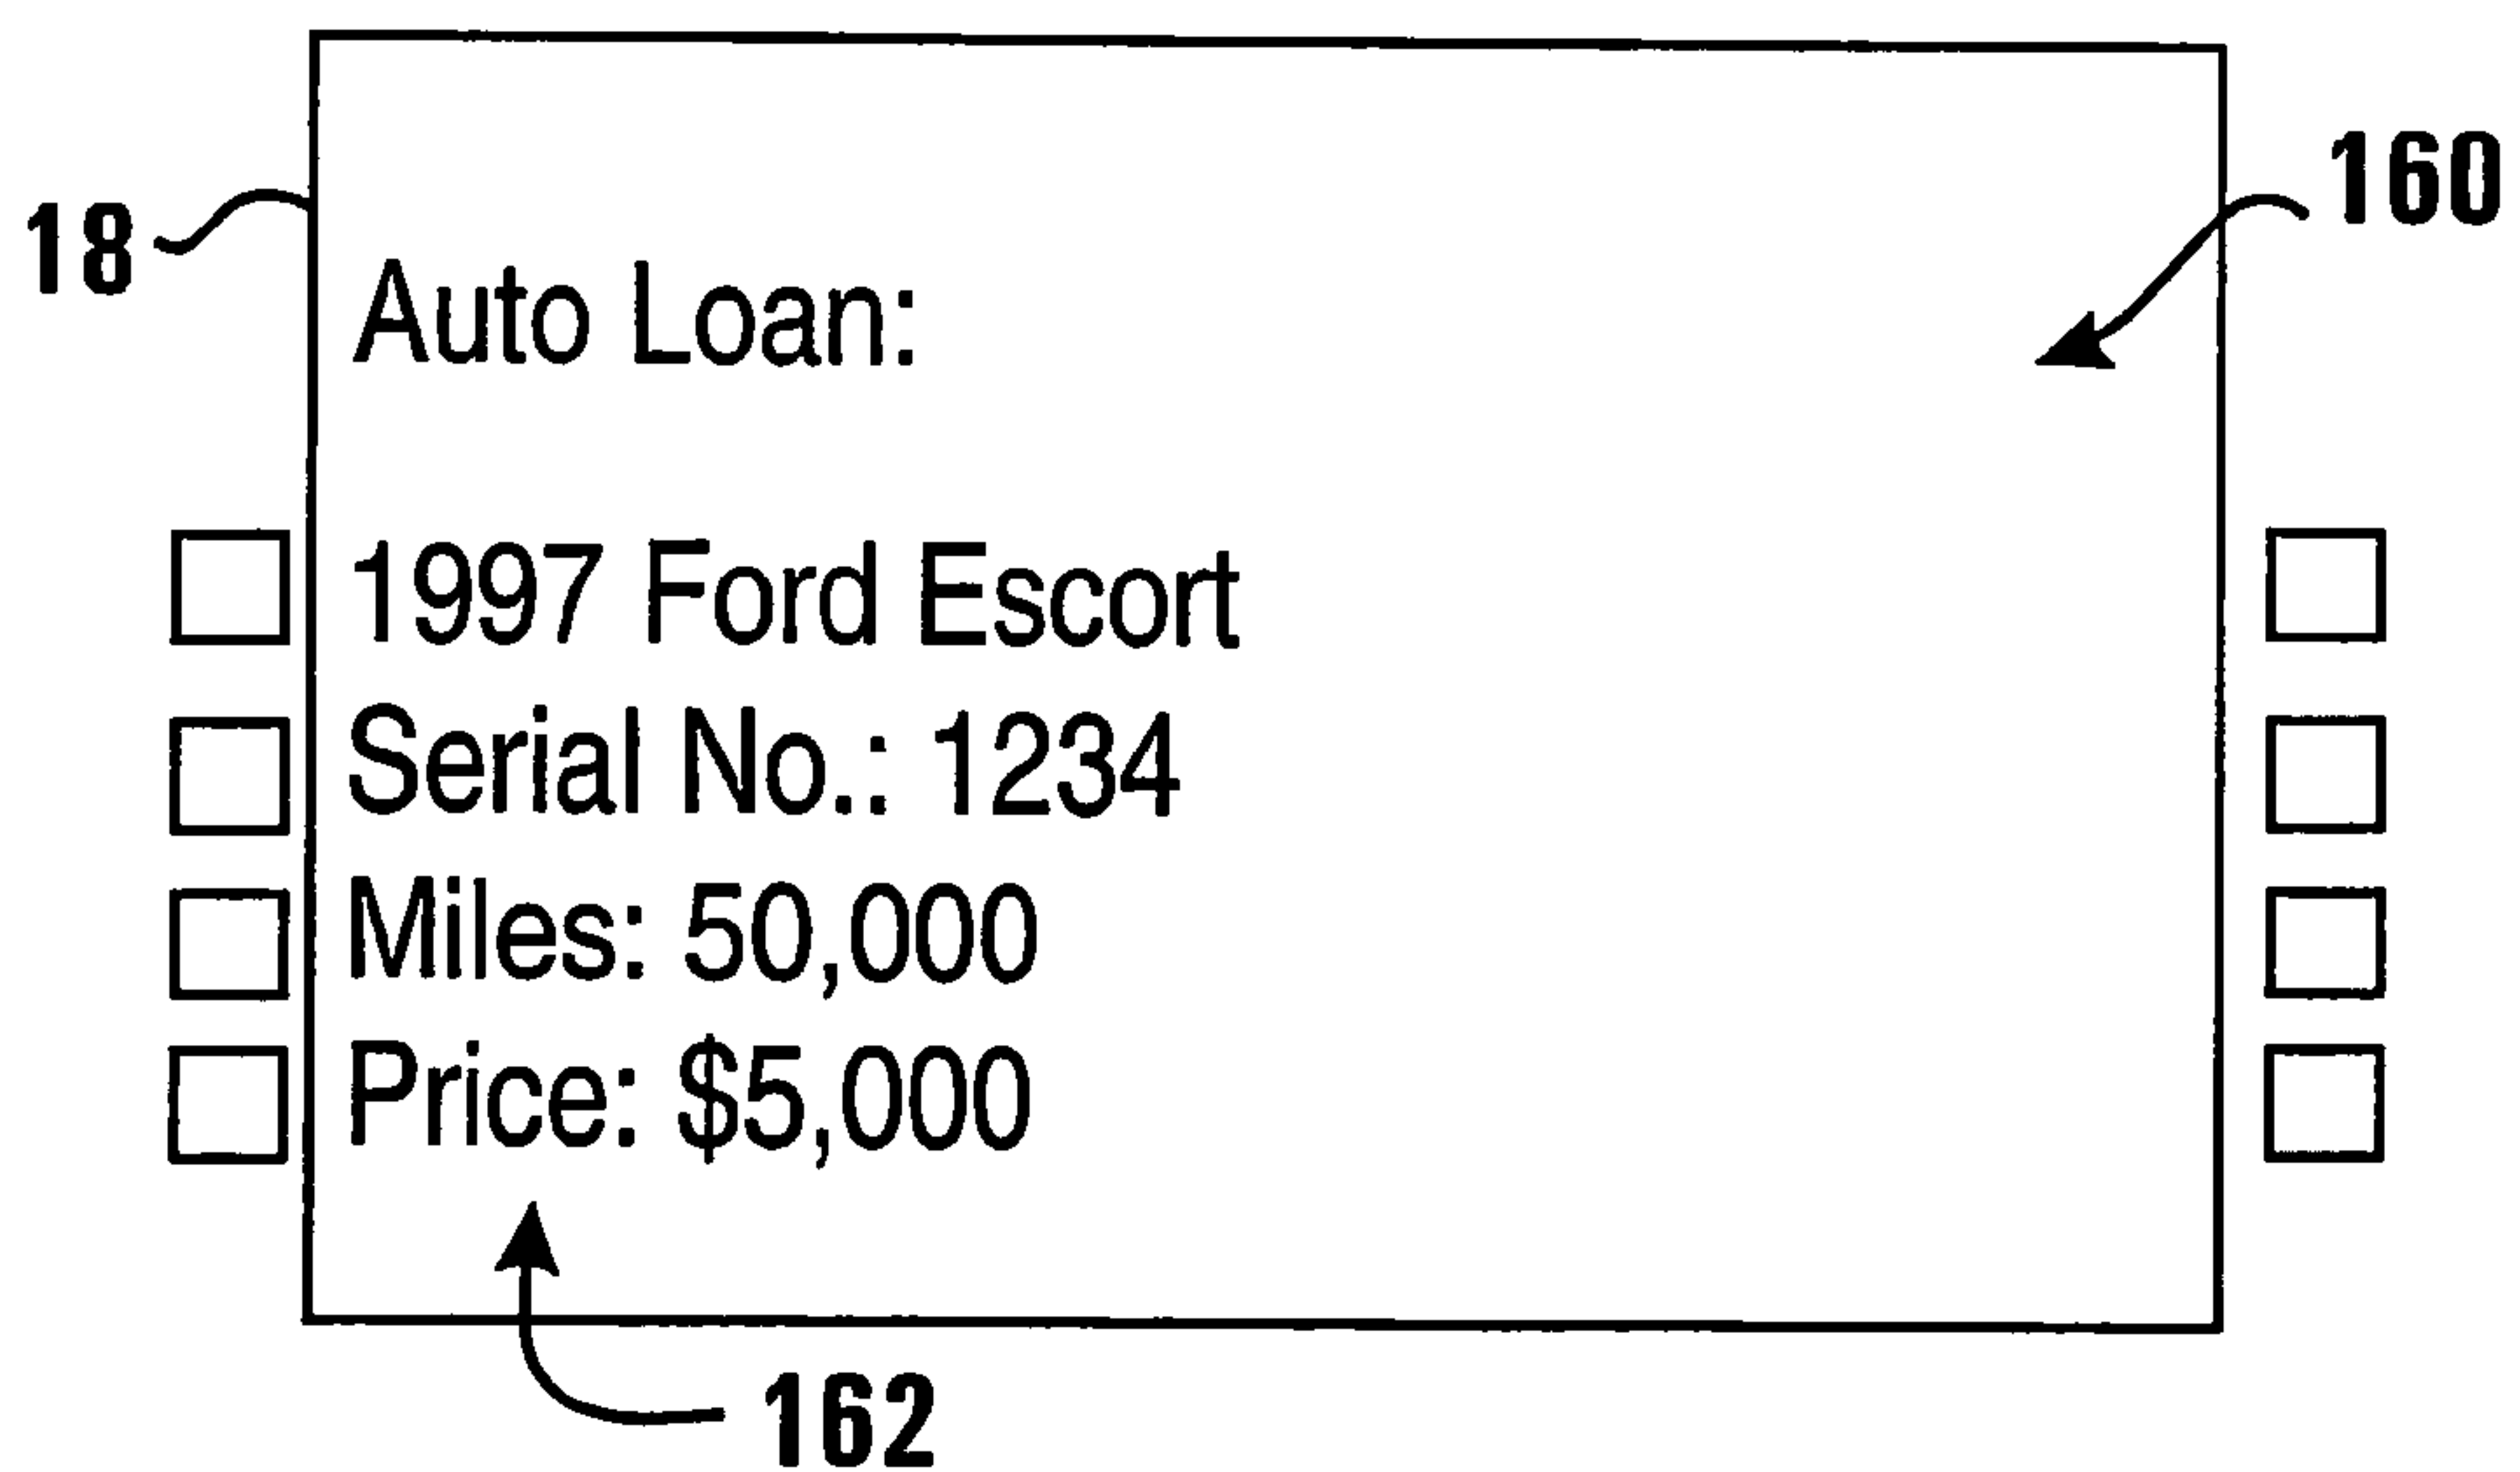 160
18
Auto Loan:
1997 Ford Escort
Serial No.: 1234
Miles: 50,000
Price: $5,000
162